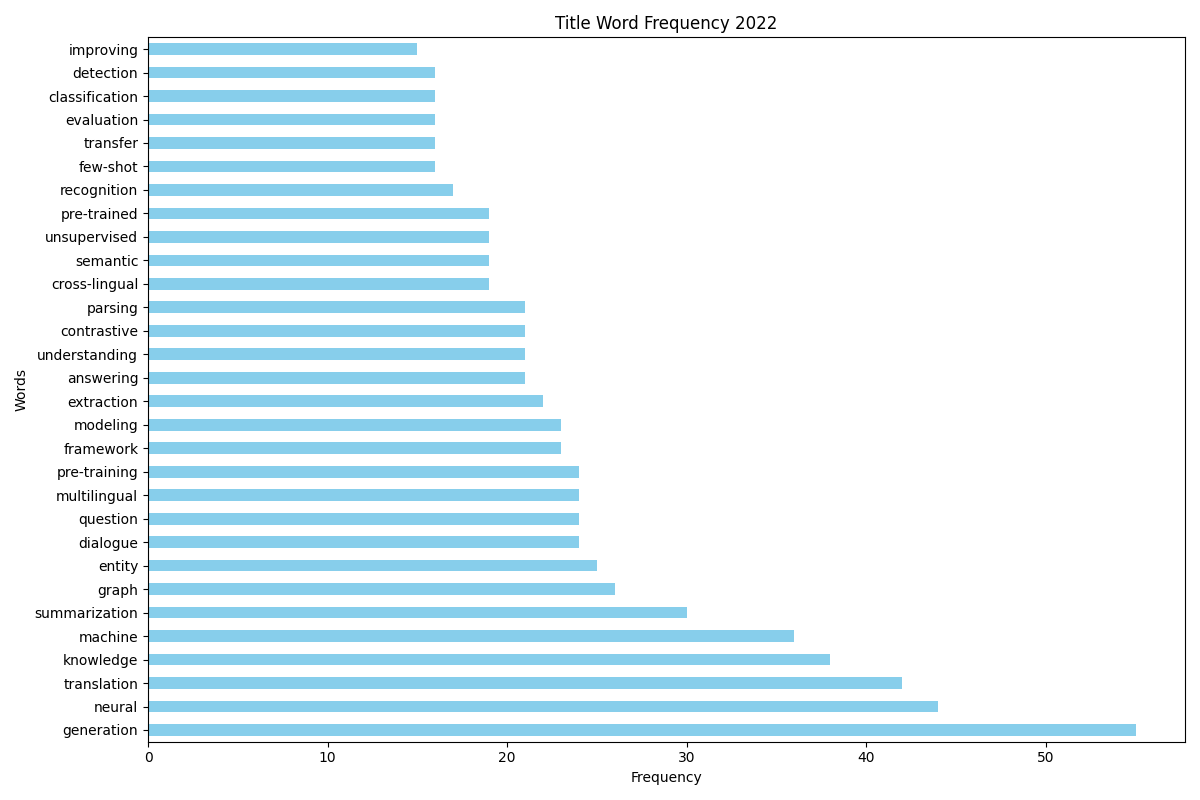 Title Word Frequency 2022
improving
detection
classification
evaluation
transfer
few-shot
recognition
pre-trained
unsupervised
semantic
cross-lingual
parsing
contrastive
understanding
answering
extraction
modeling
framework
pre-training
multilingual
question
dialogue
entity
graph
summarization
machine
knowledge
translation
neural
generation
Words
0 10 20 30 40 50
Frequency